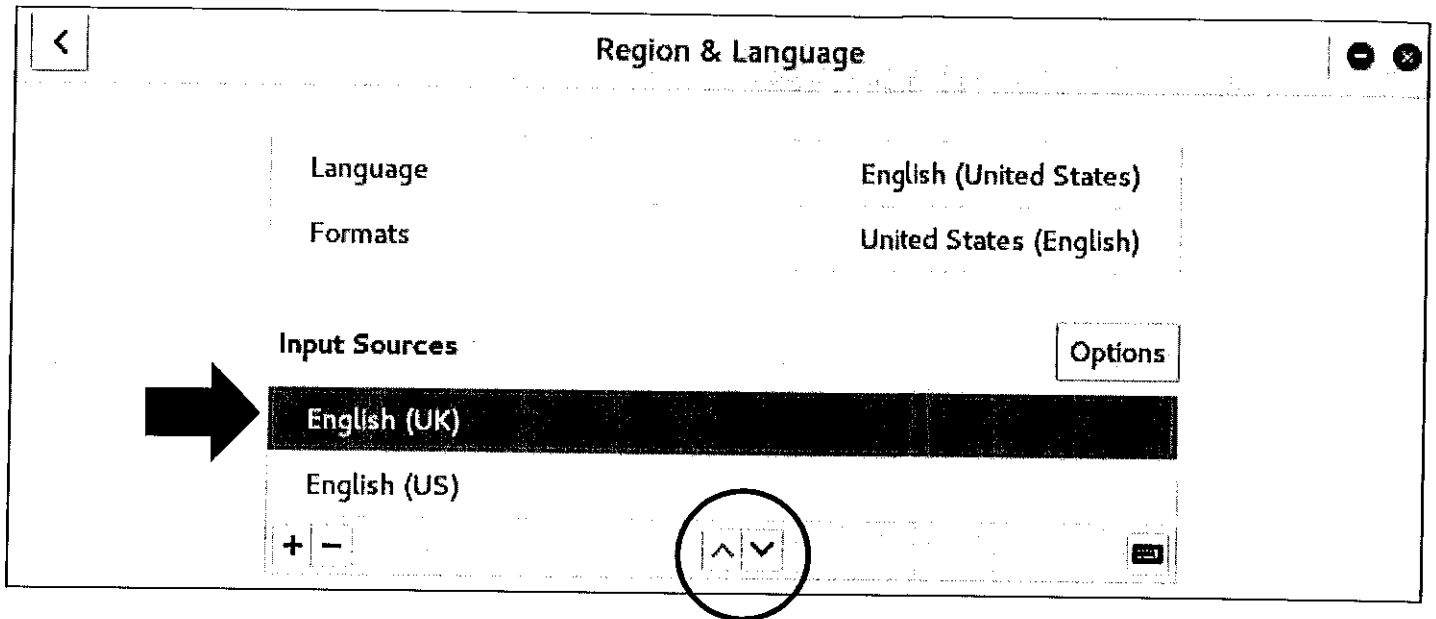 Region & Language
Language English (United States)
Formats United States (English)
Input Sources Options
English (UK)
English (US)